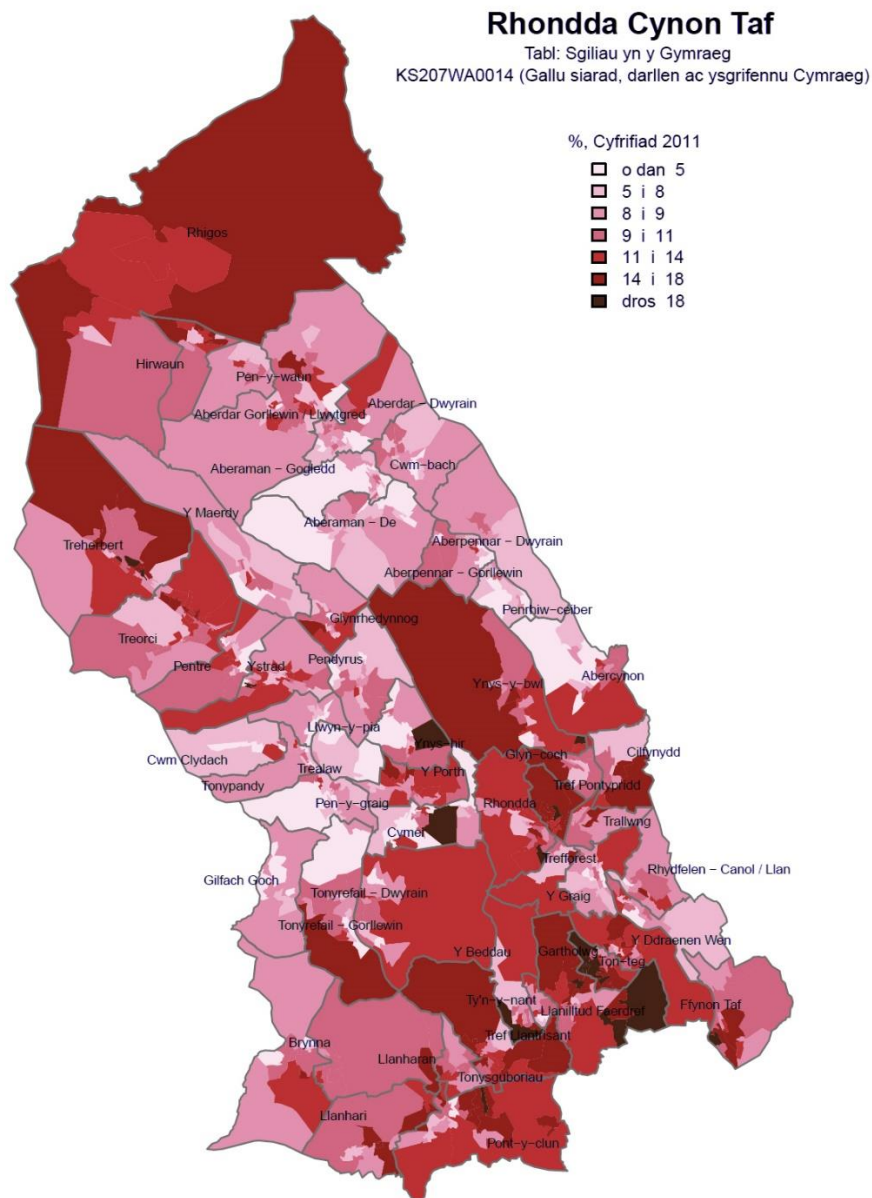 Rhondda Cynon Taf
Tabl: Sgiliau yn y Gymraeg
KS207WA0014 (Gallu siarad, darllen ac ysgrifennu Cymraeg)
%, Cyfrifiad 2011
o dan 5
5 i 8
8 i 9
9 i 11
11 i 14
14 i 18
dros 18
Rhigos
Hirwaun
Pen-y-waun
Aberdar Gorllewin / Llwytgred
Aberdar - Dwyrain
Aberaman - Gogledd
Cwm-bach
Y Maerdy
Aberaman - De
Treherbert
Aberpennar - Dwyrain
Aberpennar - Gorllewin
Penrhiw-ceiber
Glynrhedynnog
Treorci
Pentre
Ystrad
Pendyrus
Ynys-y-bwl
Abercynon
Llwyn-y-pia
Ynys-hir
Glyn-coch
Cilfynydd
Cwm Clydach
Trealaw
Y Porth
Tonypandy
Tref Pontypridd
Pen-y-graig
Rhondda
Trallwng
Cymer
Trefforest
Rhydfelen - Canol / Llan
Gilfach Goch
Tonyrefail - Dwyrain
Y Graig
Tonyrefail - Gorllewin
Y Beddau
Gartholwg
Y Ddraenen Wen
Ton-teg
Ty'n-y-nant
Llanilltud Faerdref
Ffynon Taf
Tref Llantrisant
Brynna
Llanharan
Tonysguboriau
Llanhari
Pont-y-clun